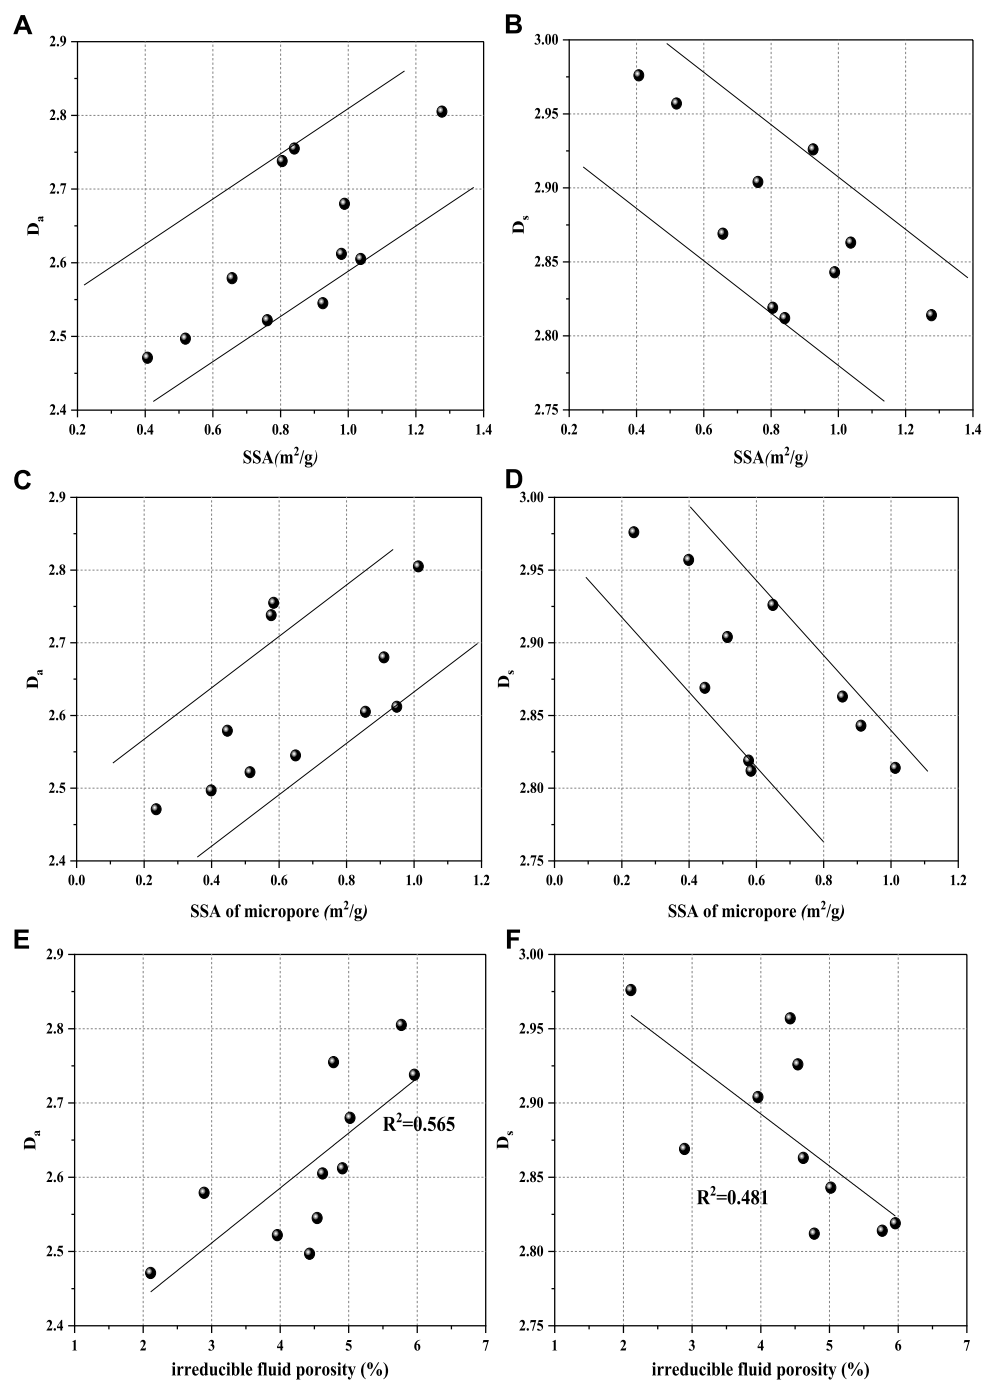 A
2.9
2.8
2.7
2.6
2.5
2.4
D_a
0.2 0.4 0.6 0.8 1.0 1.2 1.4
SSA(m²/g)
B
3.00
2.95
2.90
2.85
2.80
2.75
D_s
0.2 0.4 0.6 0.8 1.0 1.2 1.4
SSA(m²/g)
C
2.9
2.8
2.7
2.6
2.5
2.4
D_a
0.0 0.2 0.4 0.6 0.8 1.0 1.2
SSA of micropore (m²/g)
D
3.00
2.95
2.90
2.85
2.80
2.75
D_s
0.0 0.2 0.4 0.6 0.8 1.0 1.2
SSA of micropore (m²/g)
E
2.9
2.8
2.7
2.6
2.5
2.4
D_a
R²=0.565
1 2 3 4 5 6 7
irreducible fluid porosity (%)
F
3.00
2.95
2.90
2.85
2.80
2.75
D_s
R²=0.481
1 2 3 4 5 6 7
irreducible fluid porosity (%)